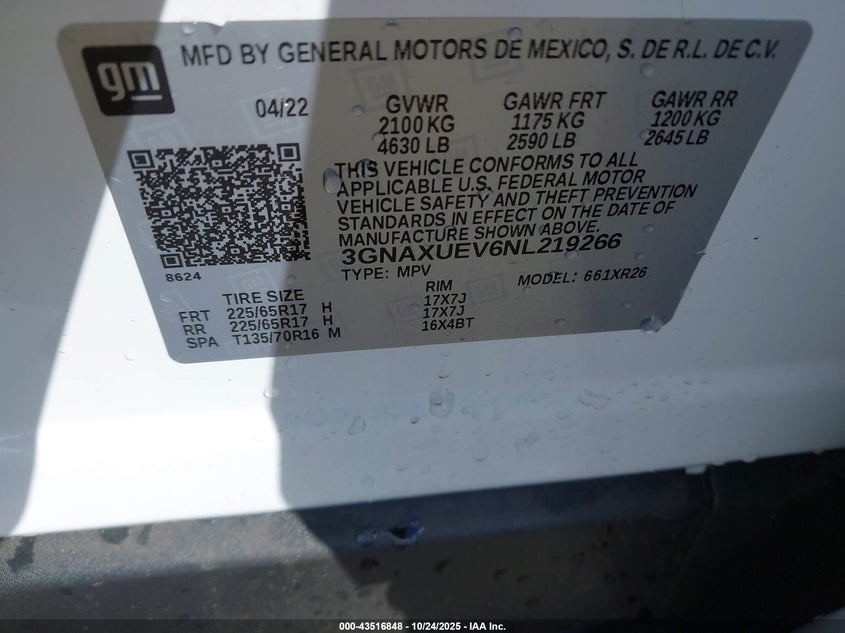 gm
MFD BY GENERAL MOTORS DE MEXICO, S. DE R.L. DE C.V.
04/22
GVWR GAWR FRT GAWR RR
2100 KG 1175 KG 1200 KG
4630 LB 2590 LB 2645 LB
THIS VEHICLE CONFORMS TO ALL
APPLICABLE U.S. FEDERAL MOTOR
VEHICLE SAFETY AND THEFT PREVENTION
STANDARDS IN EFFECT ON THE DATE OF
MANUFACTURE SHOWN ABOVE.
3GNAXUEV6NL219266
8624
TYPE: MPV MODEL: 661XR26
TIRE SIZE RIM
FRT 225/65R17 H 17X7J
RR 225/65R17 H 17X7J
SPA T135/70R16 M 16X4BT
000-43516848 - 10/24/2025 - IAA Inc.